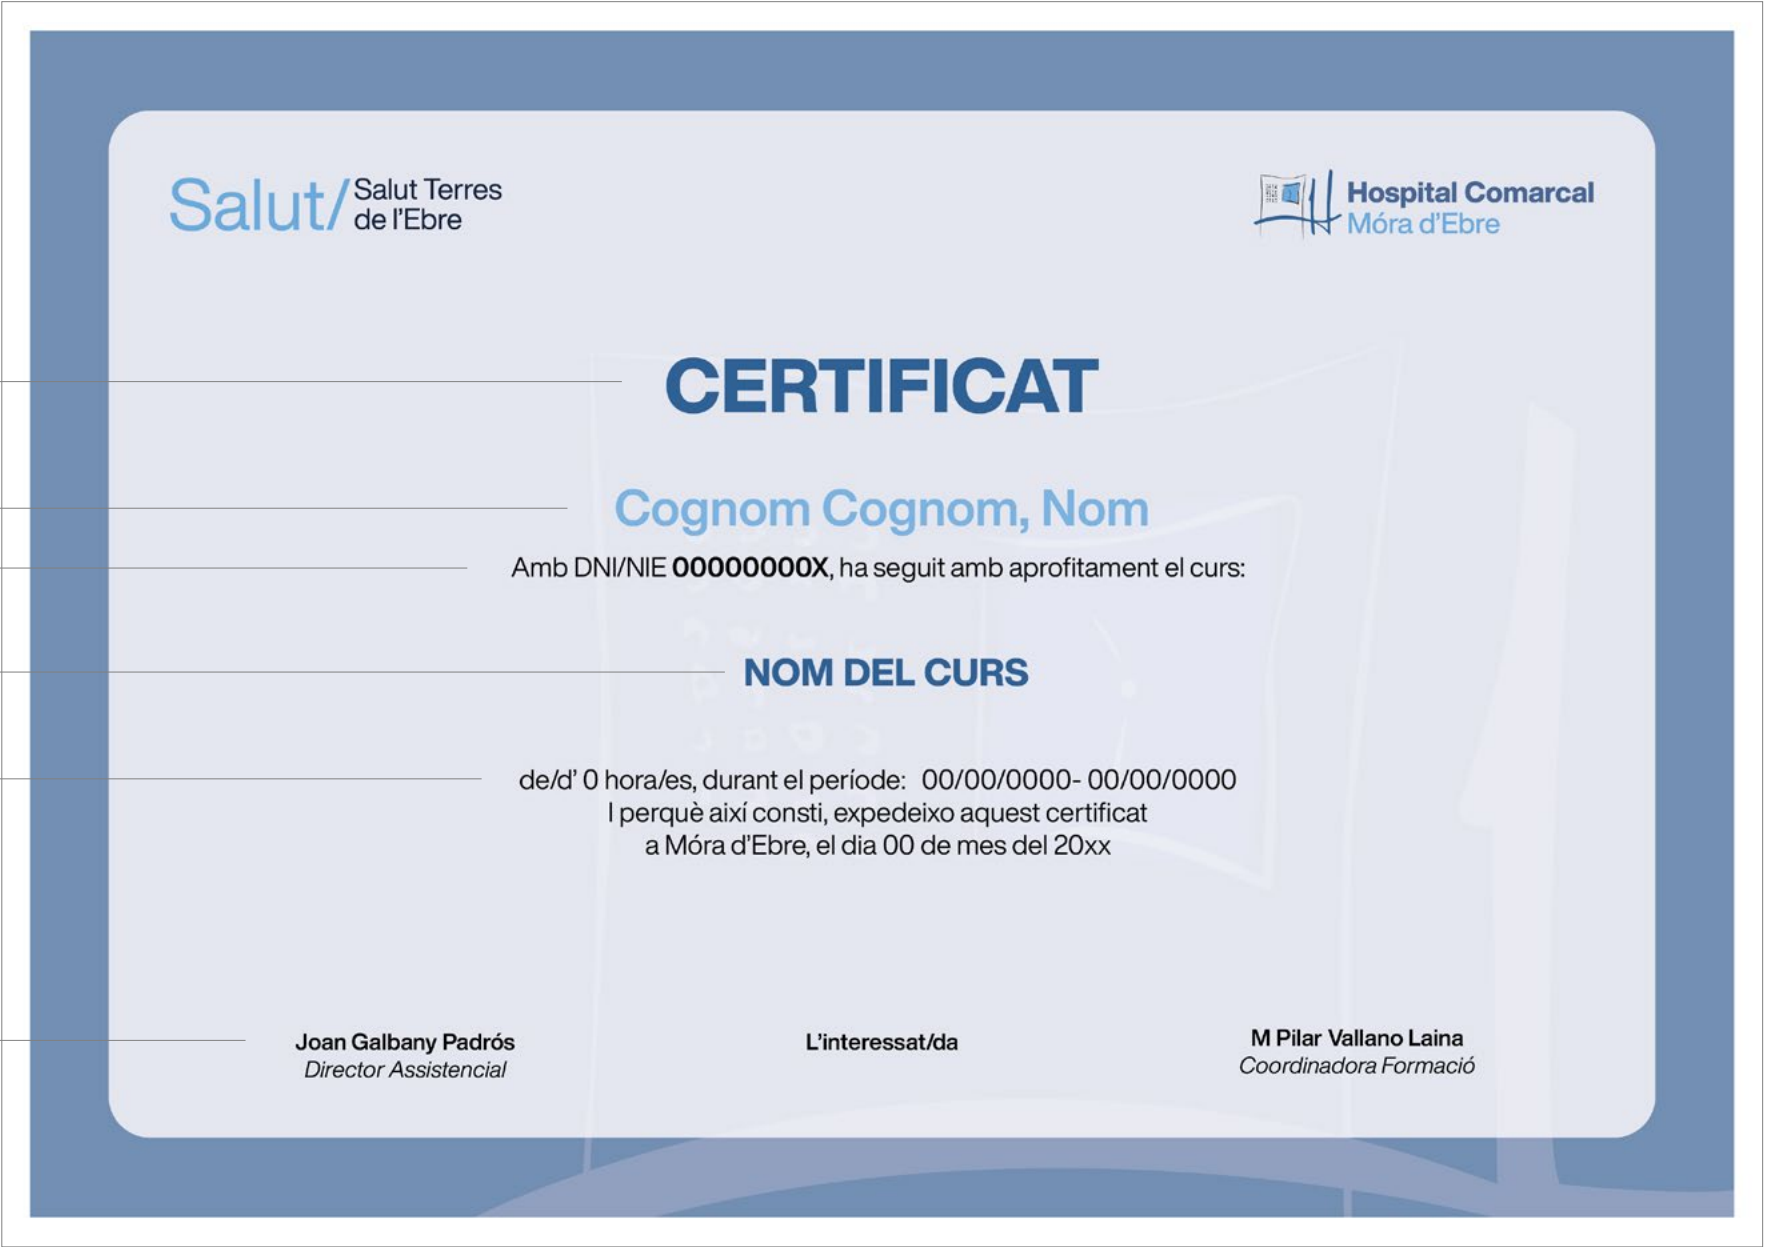 Salut/ Salut Terres
de l'Ebre
Hospital Comarcal
Móra d'Ebre
CERTIFICAT
Cognom Cognom, Nom
Amb DNI/NIE 00000000X, ha seguit amb aprofitament el curs:
NOM DEL CURS
de/d' 0 hora/es, durant el període: 00/00/0000- 00/00/0000
I perquè així consti, expedeixo aquest certificat
a Móra d'Ebre, el dia 00 de mes del 20xx
Joan Galbany Padrós
Director Assistencial
L'interessat/da
M Pilar Vallano Laina
Coordinadora Formació